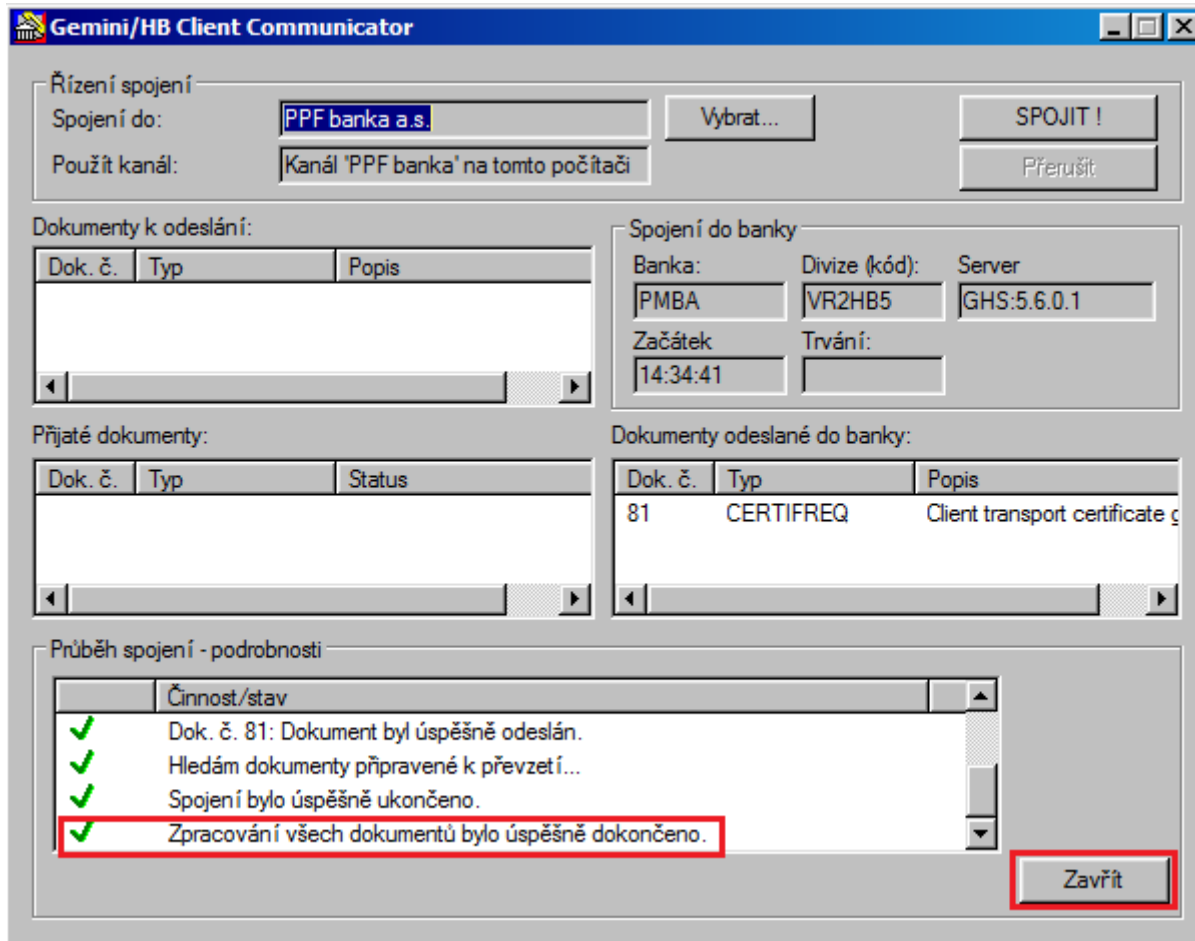 Gemini/HB Client Communicator
Řízení spojení
Spojení do: PPF banka a.s. Vybrat... SPOJIT !
Použít kanál: Kanál 'PPF banka' na tomto počítači Přerušit
Dokumenty k odeslání:
Dok. č. Typ Popis
Spojení do banky
Banka: Divize (kód): Server
PMBA VR2HB5 GHS:5.6.0.1
Začátek Trvání:
14:34:41
Přijaté dokumenty:
Dok. č. Typ Status
Dokumenty odeslané do banky:
Dok. č. Typ Popis
81 CERTIFREQ Client transport certificate g
Průběh spojení - podrobnosti
Činnost/stav
Dok. č. 81: Dokument byl úspěšně odeslán.
Hledám dokumenty připravené k převzetí...
Spojení bylo úspěšně ukončeno.
Zpracování všech dokumentů bylo úspěšně dokončeno.
Zavřít